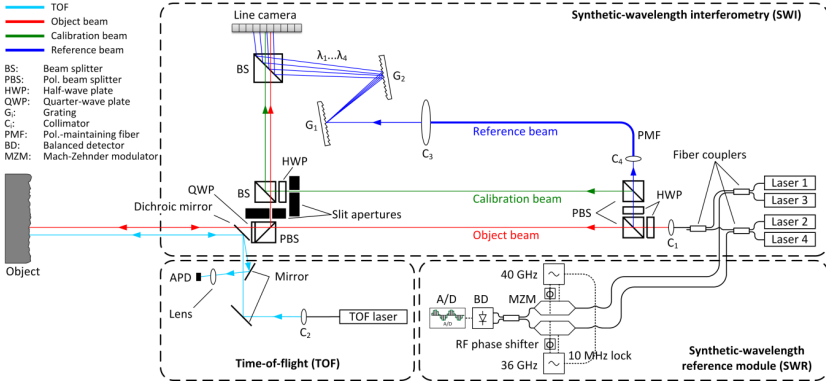 TOF
Object beam
Calibration beam
Reference beam
BS: Beam splitter
PBS: Pol. beam splitter
HWP: Half-wave plate
QWP: Quarter-wave plate
Gᵢ: Grating
Cᵢ: Collimator
PMF: Pol.-maintaining fiber
BD: Balanced detector
MZM: Mach-Zehnder modulator
Line camera
Synthetic-wavelength interferometry (SWI)
BS
λ₁...λ₄
G₂
G₁
C₃
Reference beam
PMF
C₄
Fiber couplers
QWP
BS
HWP
Calibration beam
Laser 1
Laser 3
Laser 2
Laser 4
Dichroic mirror
Slit apertures
PBS
HWP
PBS
Object beam
C₁
Object
APD
Lens
Mirror
C₂
TOF laser
Time-of-flight (TOF)
40 GHz
A/D
A/D
BD
MZM
Φ
RF phase shifter
Φ
36 GHz
10 MHz lock
Synthetic-wavelength
reference module (SWR)